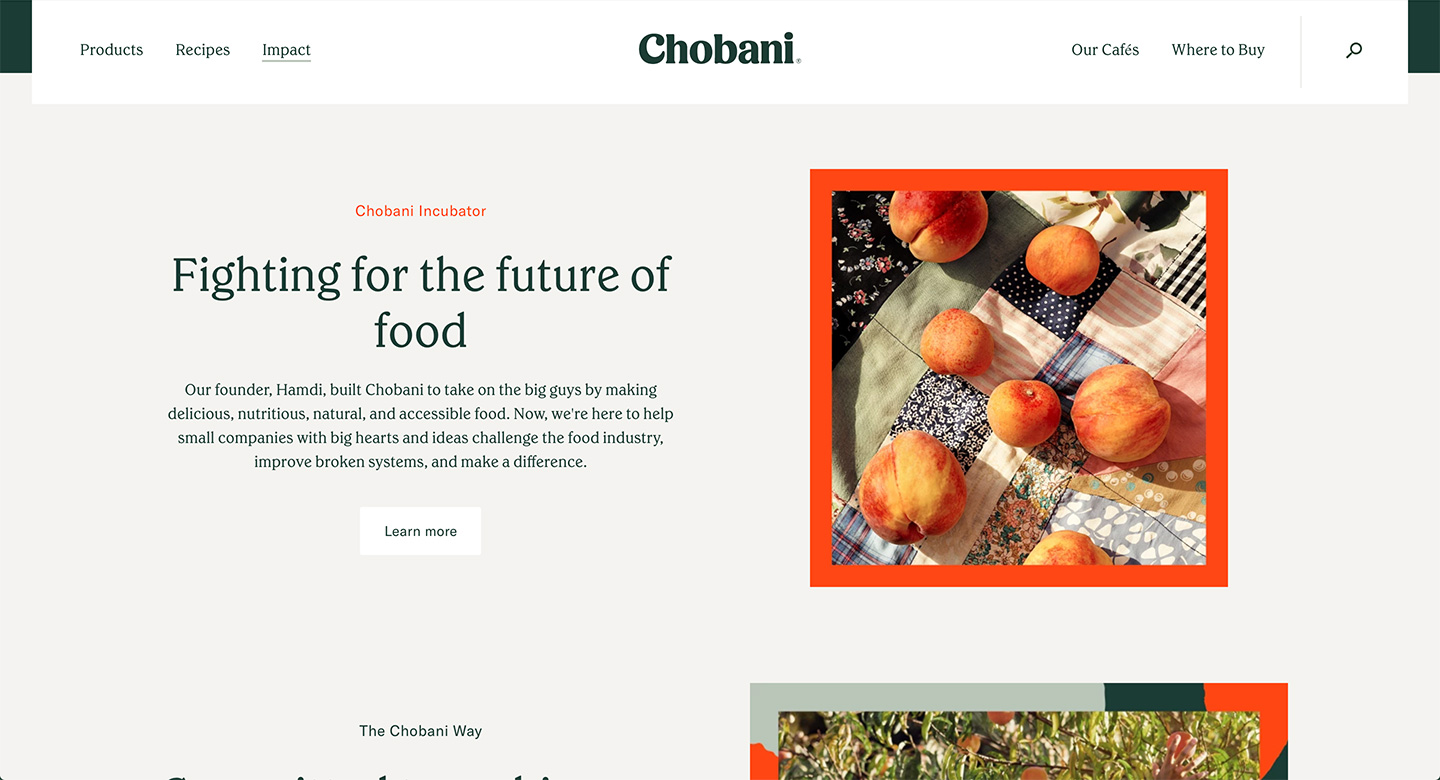 Products Recipes Impact Chobani® Our Cafés Where to Buy
Chobani Incubator
Fighting for the future of
food
Our founder, Hamdi, built Chobani to take on the big guys by making
delicious, nutritious, natural, and accessible food. Now, we're here to help
small companies with big hearts and ideas challenge the food industry,
improve broken systems, and make a difference.
Learn more
The Chobani Way